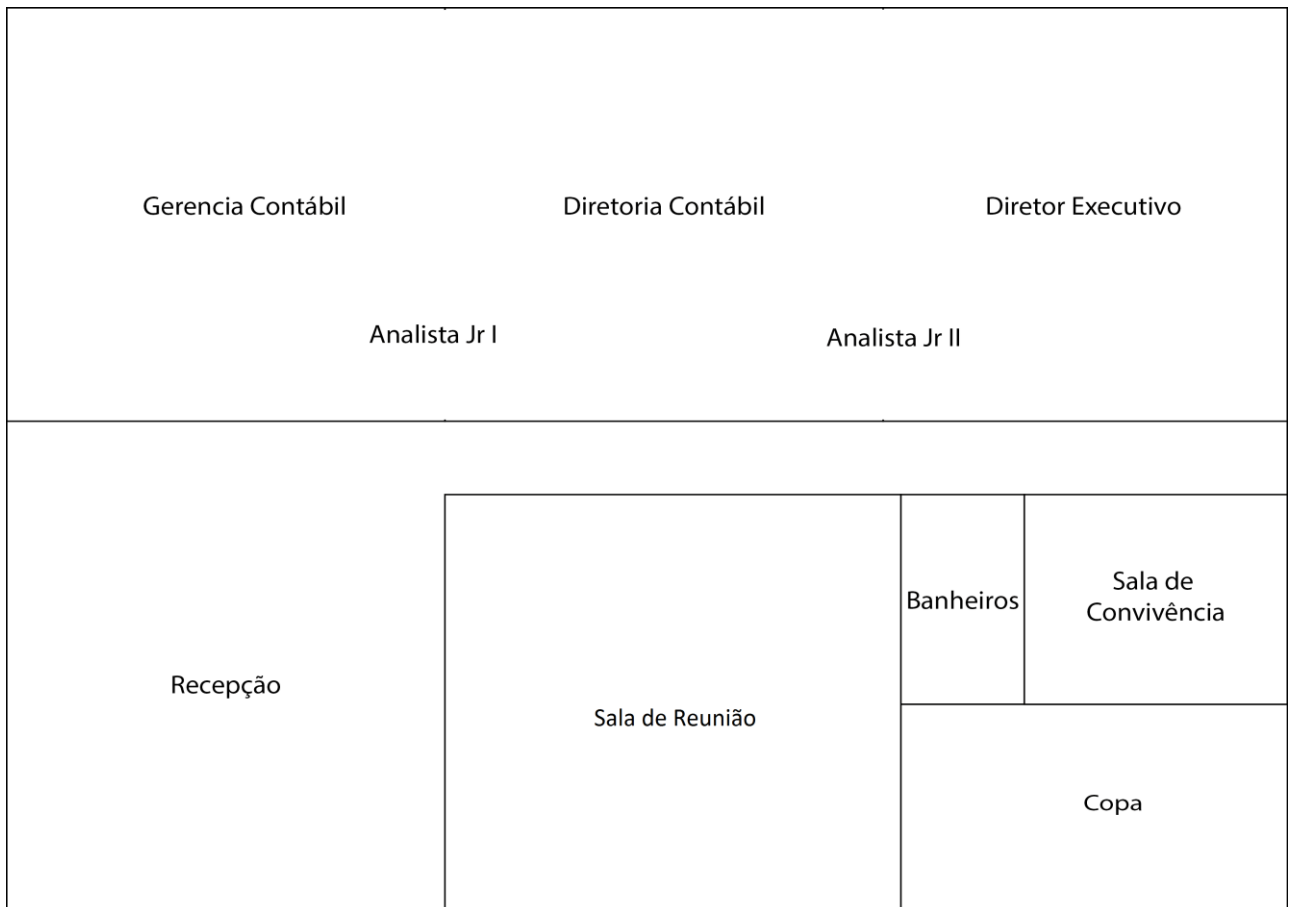 Gerencia Contábil
Diretoria Contábil
Diretor Executivo
Analista Jr I
Analista Jr II
Recepção
Sala de Reunião
Banheiros
Sala de
Convivência
Copa